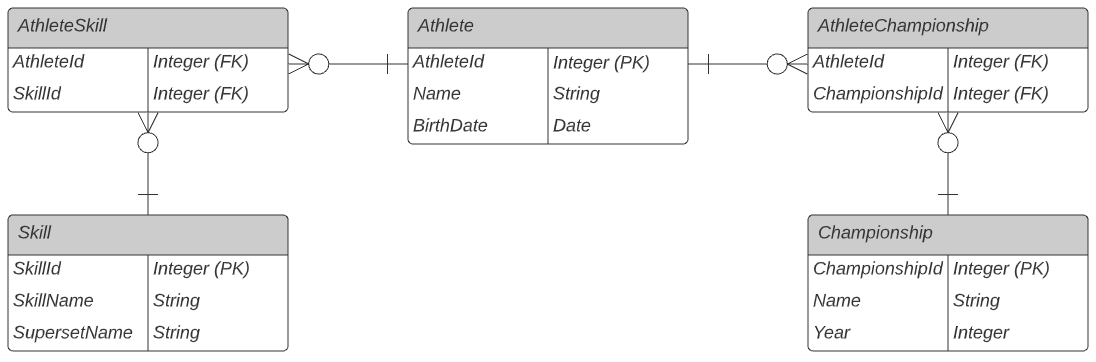 AthleteSkill
AthleteId Integer (FK)
SkillId Integer (FK)
Athlete
AthleteId Integer (PK)
Name String
BirthDate Date
AthleteChampionship
AthleteId Integer (FK)
ChampionshipId Integer (FK)
Skill
SkillId Integer (PK)
SkillName String
SupersetName String
Championship
ChampionshipId Integer (PK)
Name String
Year Integer